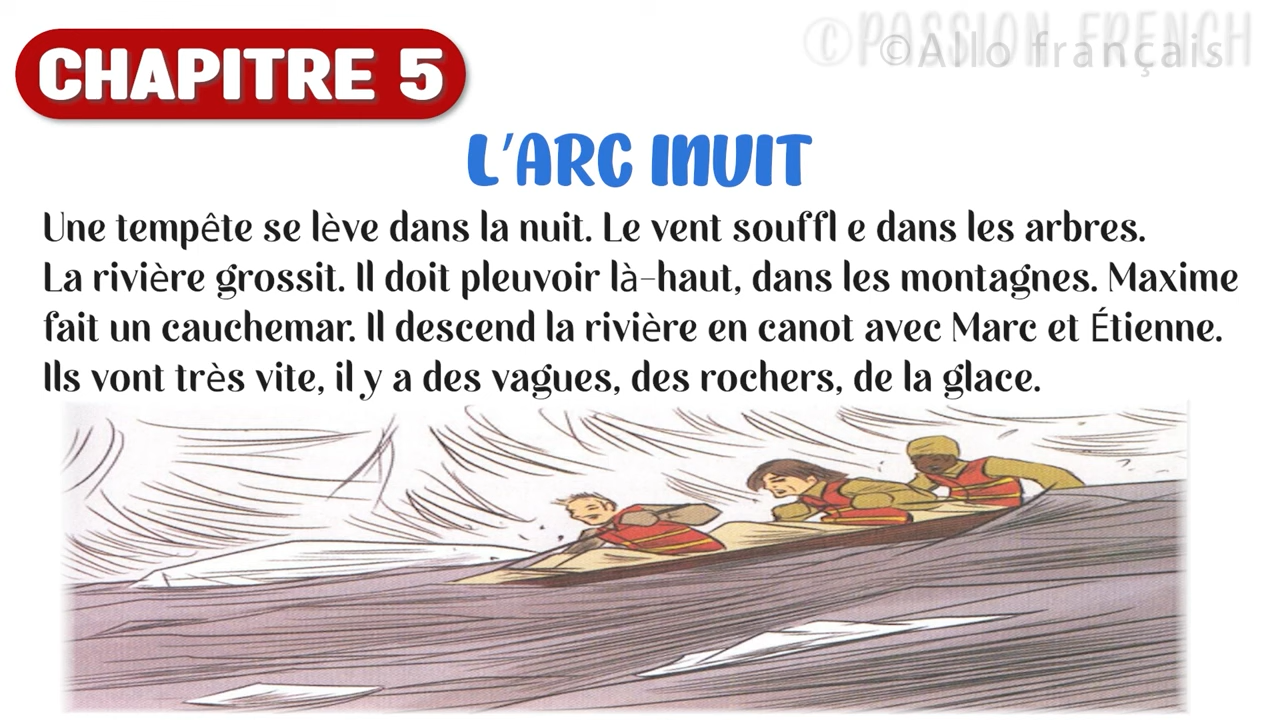 ©PASSION FRENCH
©Allo français
CHAPITRE 5
L'ARC INUIT
Une tempête se lève dans la nuit. Le vent souffl e dans les arbres.
La rivière grossit. Il doit pleuvoir là-haut, dans les montagnes. Maxime
fait un cauchemar. Il descend la rivière en canot avec Marc et Étienne.
Ils vont très vite, il y a des vagues, des rochers, de la glace.